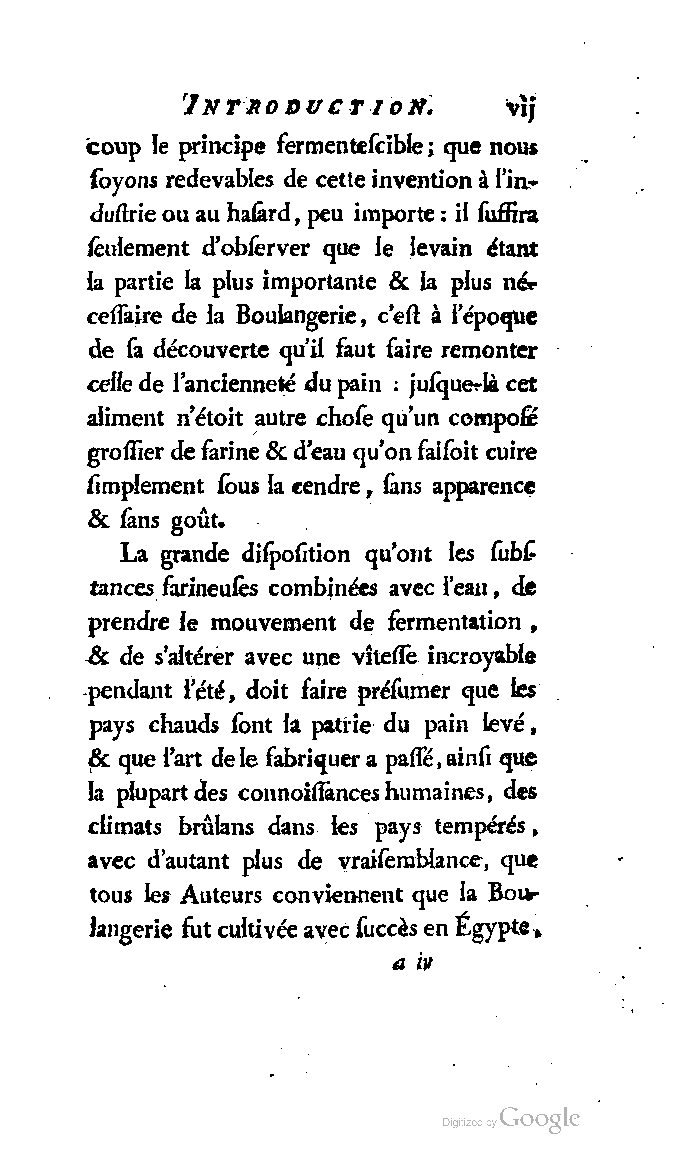 INTRODUCTION. vij
coup le principe fermenteſcible; que nous
ſoyons redevables de cette invention à l'in-
duſtrie ou au haſard, peu importe : il ſuffira
ſeulement d'obſerver que le levain étant
la partie la plus importante & la plus né-
ceſſaire de la Boulangerie, c'eſt à l'époque
de ſa découverte qu'il faut faire remonter
celle de l'ancienneté du pain : juſque-là cet
aliment n'étoit autre choſe qu'un compoſé
groſſier de farine & d'eau qu'on faiſoit cuire
ſimplement ſous la cendre, ſans apparence
& ſans goût.
La grande diſpoſition qu'ont les ſubſ-
tances farineuſes combinées avec l'eau, de
prendre le mouvement de fermentation,
& de s'altérer avec une vîteſſe incroyable
pendant l'été, doit faire préſumer que les
pays chauds ſont la patrie du pain levé,
& que l'art de le fabriquer a paſſé, ainſi que
la plupart des connoiſſances humaines, des
climats brûlans dans les pays tempérés,
avec d'autant plus de vraiſemblance, que
tous les Auteurs conviennent que la Bou-
langerie fut cultivée avec ſuccès en Égypte,
a iv
Digitized by Google